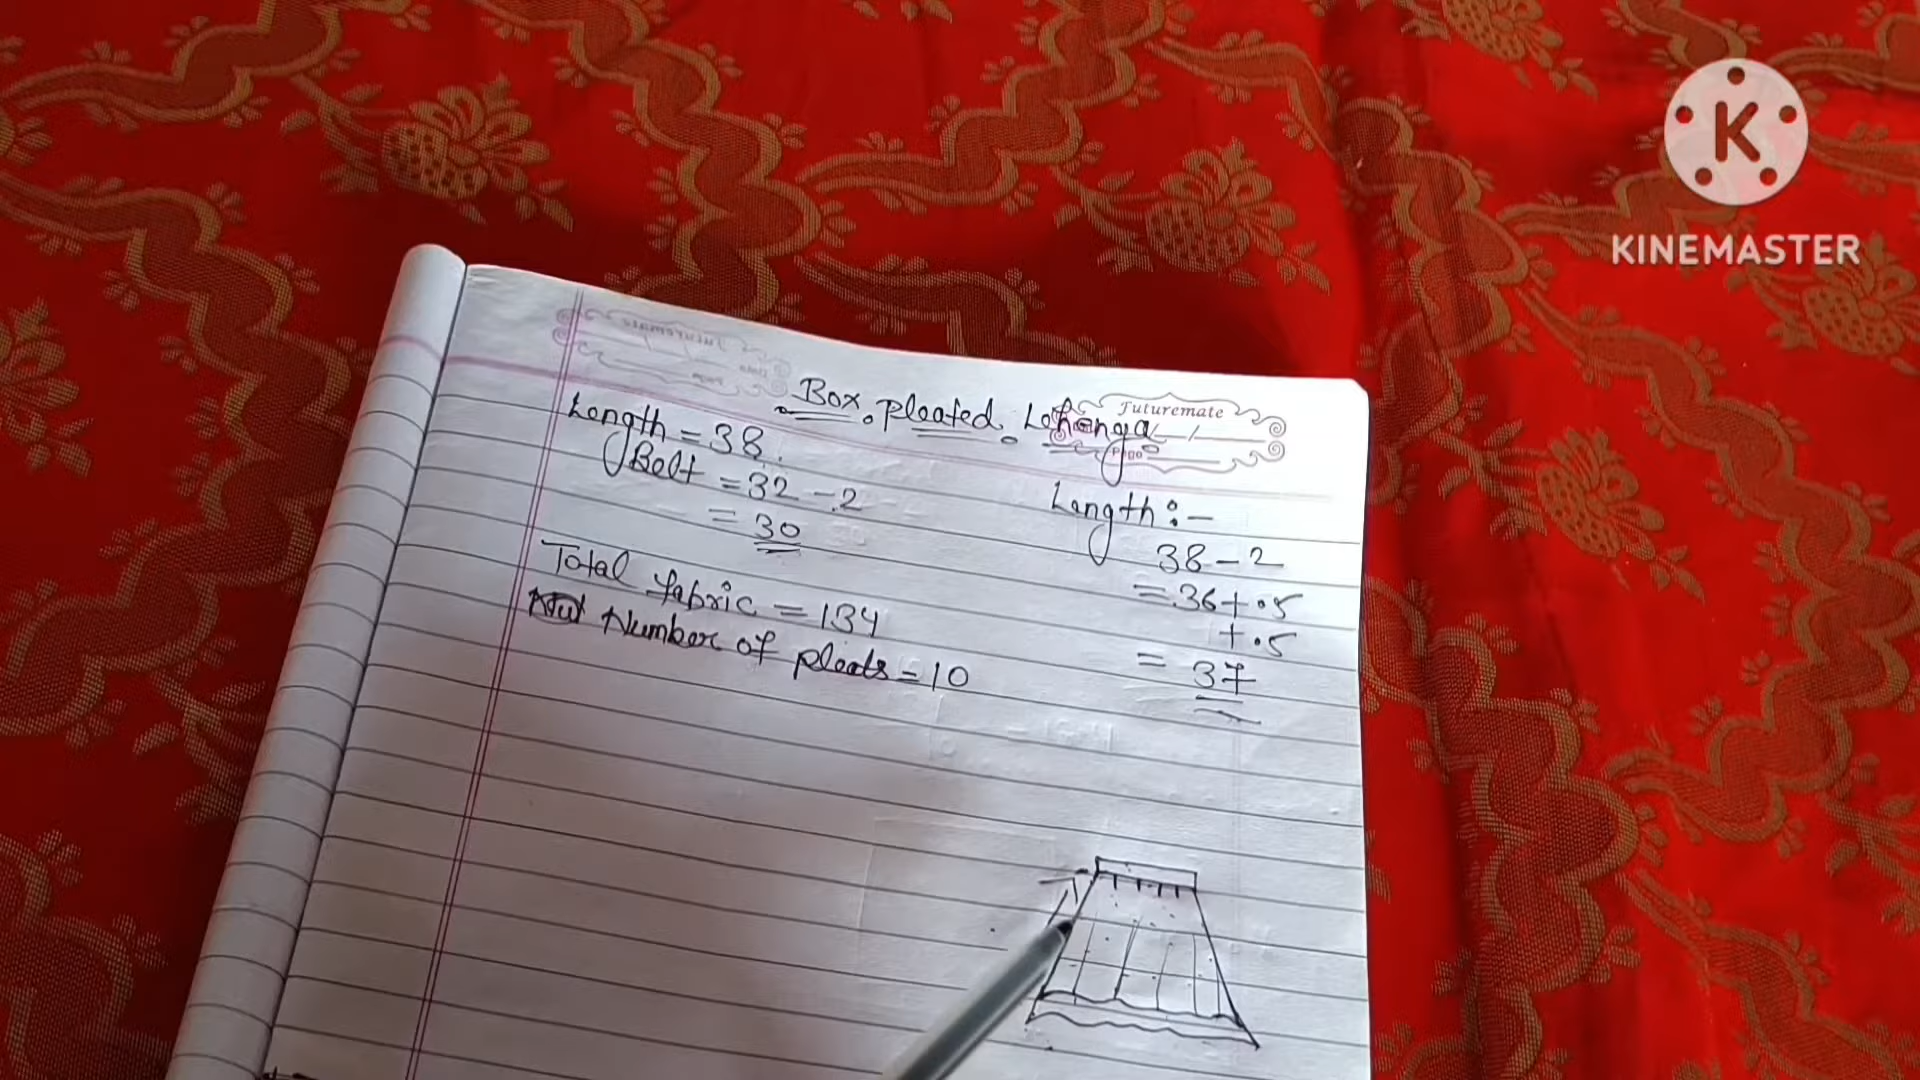 KINEMASTER
Futuremate
Box pleated Lehenga
Page
Length = 38
Belt = 32 - 2
= 30
Total fabric = 134
Number of pleats = 10
Length :-
38 - 2
= 36 + .5
+ .5
= 37